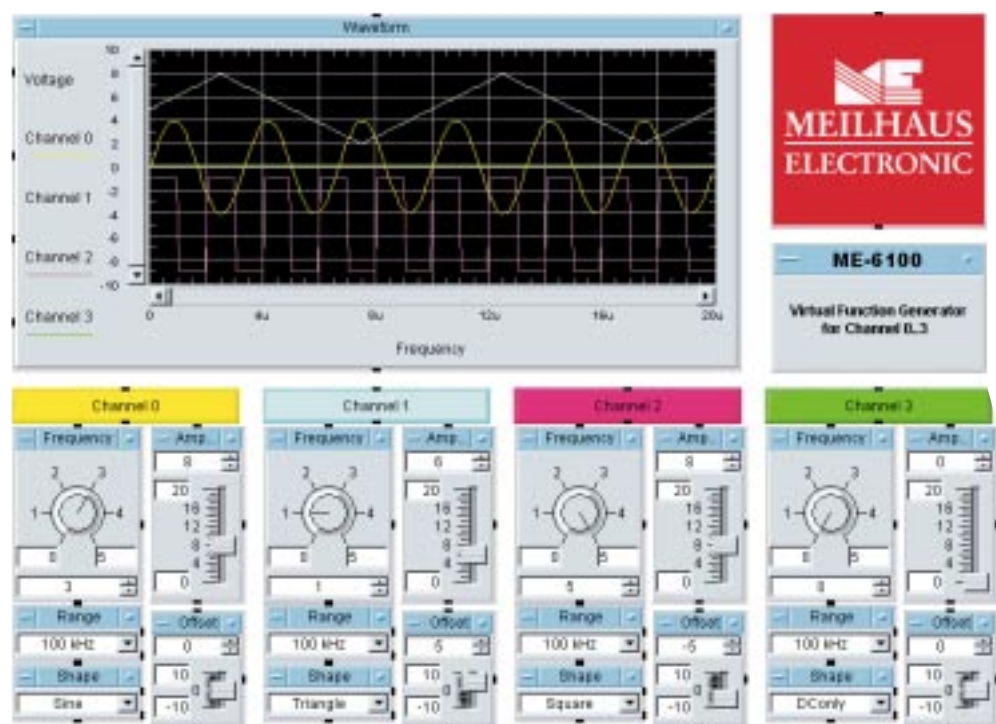 Waveform
Voltage
Channel 0
Channel 1
Channel 2
Channel 3
10
8
6
4
2
0
-2
-4
-6
-8
-10
0 4u 8u 12u 16u 20u
Frequency
ME
MEILHAUS
ELECTRONIC
ME-6100
Virtual Function Generator
for Channel 0..3
Channel 0 Channel 1 Channel 2 Channel 3
Frequency Amp. Frequency Amp. Frequency Amp. Frequency Amp.
8 6 8 0
2 3 20 2 3 20 2 3 20 2 3 20
16 16 16 16
1 4 12 1 4 12 1 4 12 1 4 12
8 8 8 8
0 5 4 0 5 4 0 5 4 0 5 4
3 0 1 0 5 0 0 0
Range Offset Range Offset Range Offset Range Offset
100 kHz 0 100 kHz 5 100 kHz -5 100 kHz 0
Shape 10 Shape 10 Shape 10 Shape 10
0 0 0 0
Sine -10 Triangle -10 Square -10 DConly -10